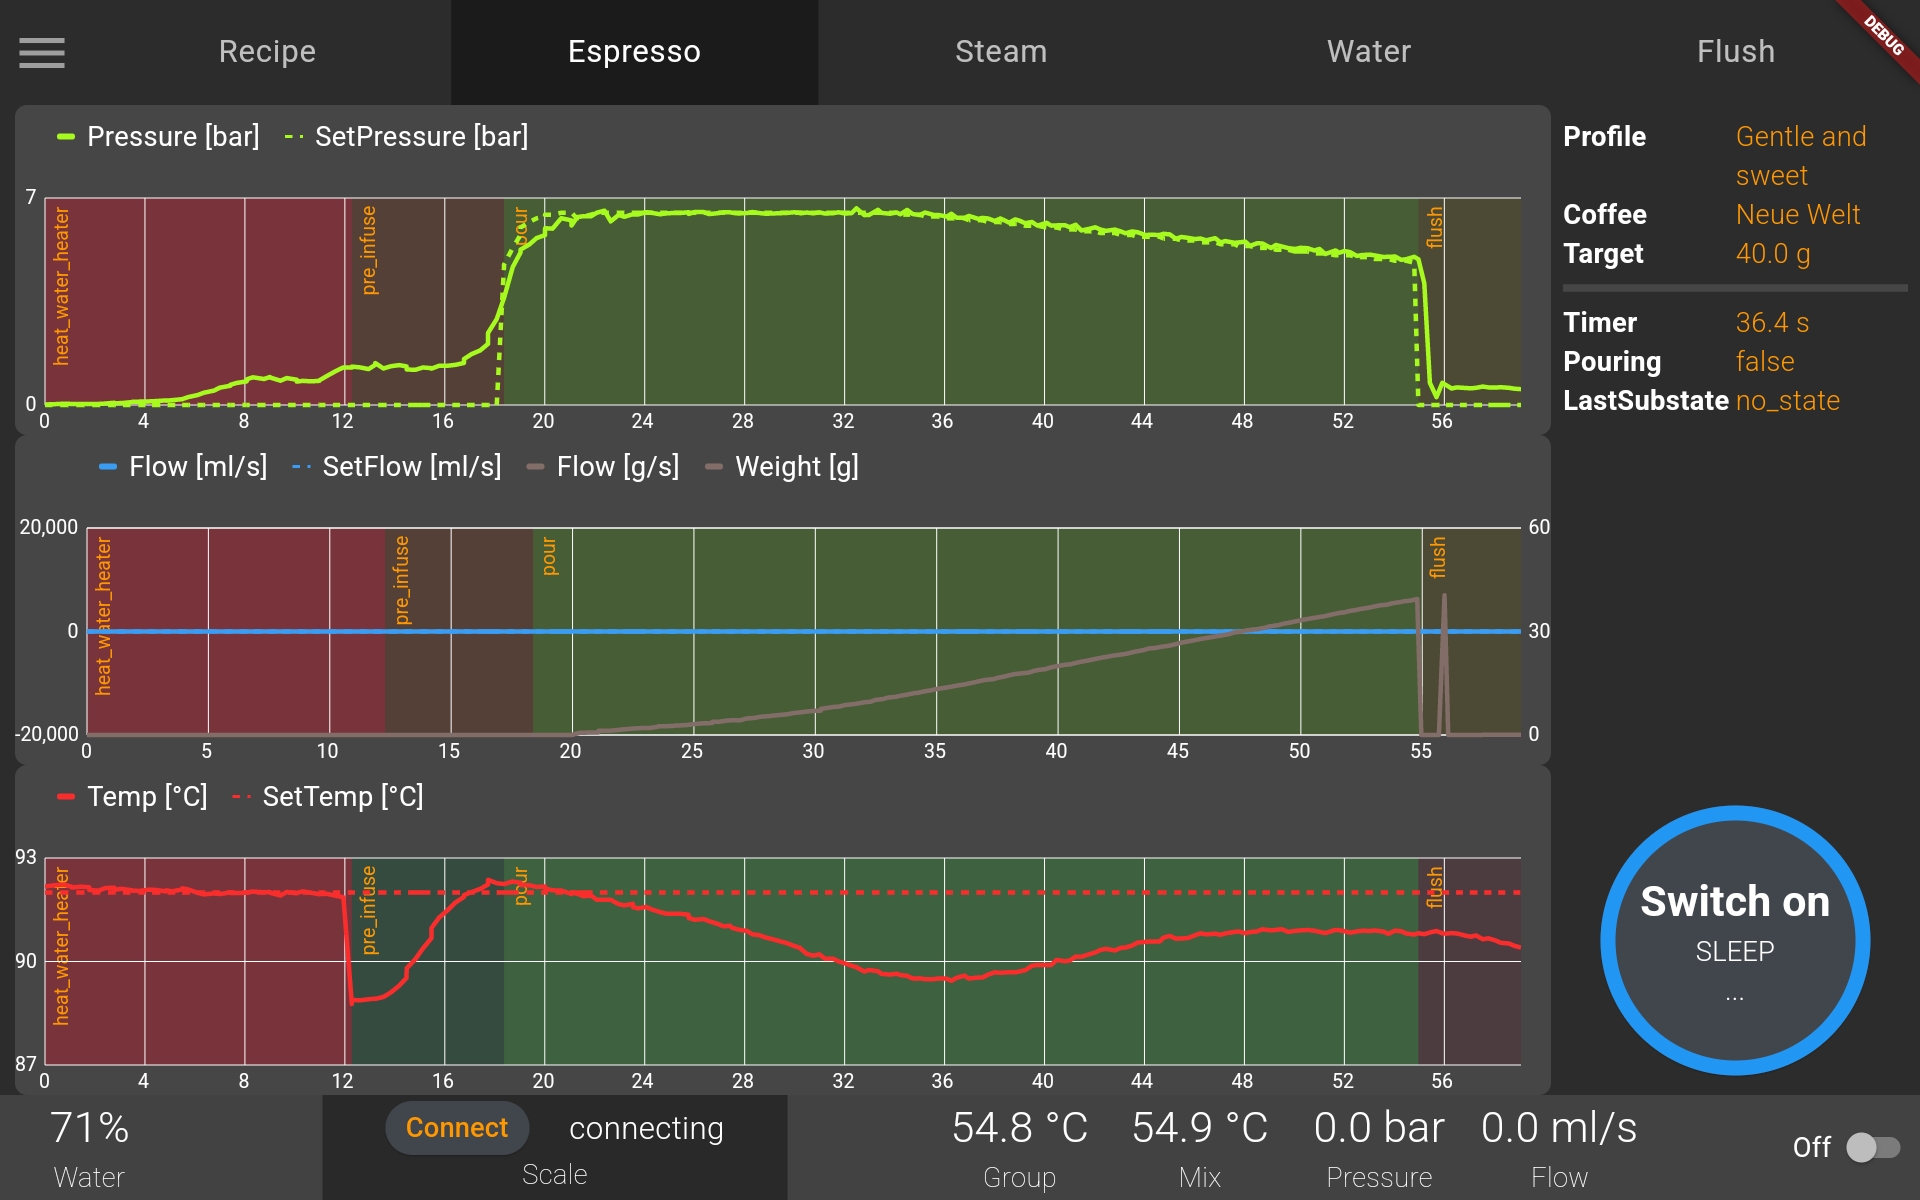 Recipe Espresso Steam Water Flush
DEBUG
Pressure [bar] SetPressure [bar]
7
heat_water_heater pre_infuse pour flush
0
0 4 8 12 16 20 24 28 32 36 40 44 48 52 56
Flow [ml/s] SetFlow [ml/s] Flow [g/s] Weight [g]
20,000 60
heat_water_heater pre_infuse pour flush
0 30
-20,000 0
0 5 10 15 20 25 30 35 40 45 50 55
Temp [°C] SetTemp [°C]
93
heat_water_heater pre_infuse pour flush
90
87
0 4 8 12 16 20 24 28 32 36 40 44 48 52 56
Profile Gentle and
sweet
Coffee Neue Welt
Target 40.0 g
Timer 36.4 s
Pouring false
LastSubstate no_state
Switch on
SLEEP
...
71%
Water
Connect connecting
Scale
54.8 °C 54.9 °C 0.0 bar 0.0 ml/s
Group Mix Pressure Flow
Off